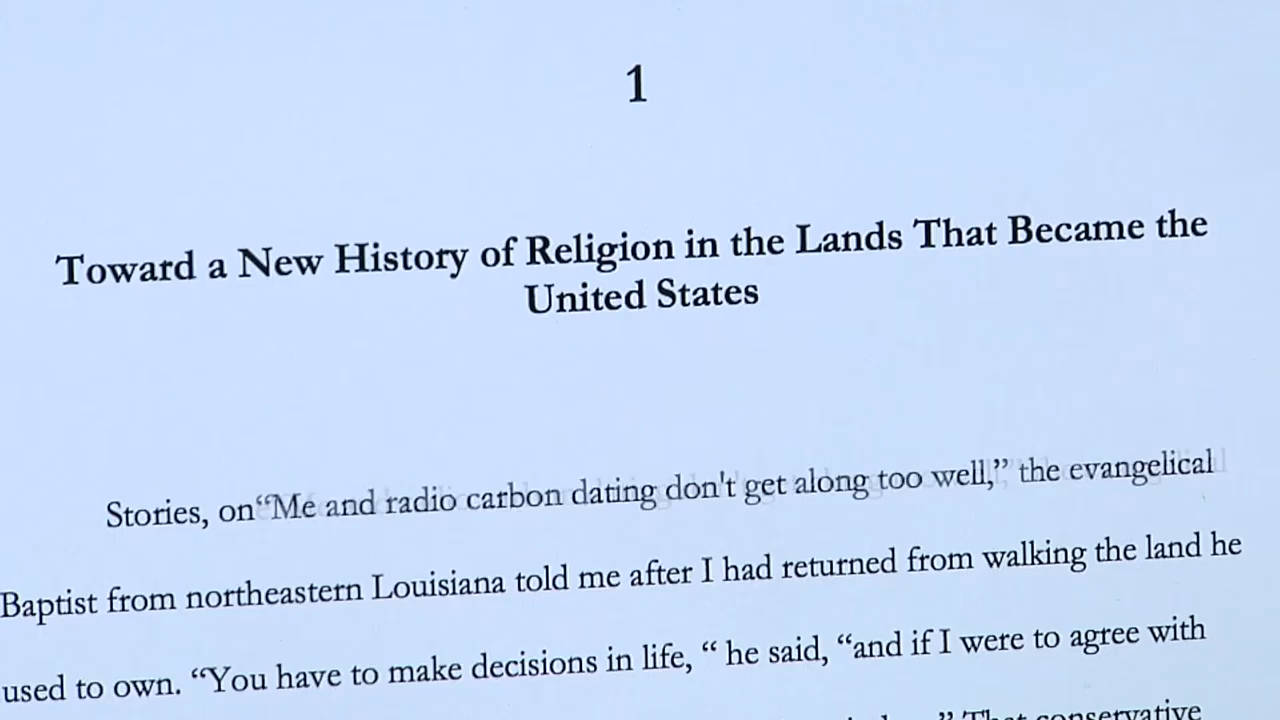 1
Toward a New History of Religion in the Lands That Became the
United States
Stories, on“Me and radio carbon dating don't get along too well,” the evangelical
Baptist from northeastern Louisiana told me after I had returned from walking the land he
used to own. “You have to make decisions in life, “ he said, “and if I were to agree with
” That conservative